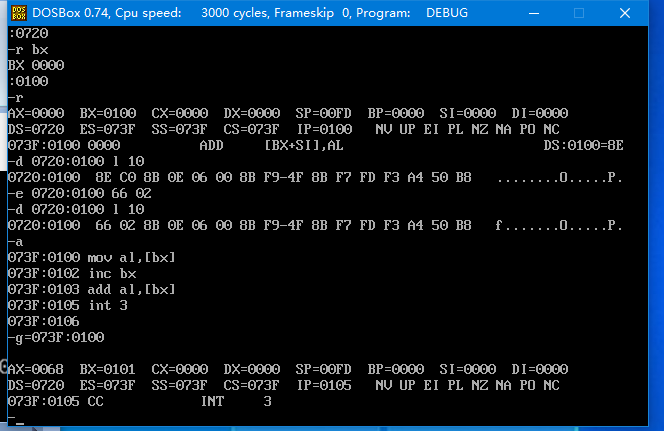 DOS BOX DOSBox 0.74, Cpu speed: 3000 cycles, Frameskip 0, Program: DEBUG
:0720
-r bx
BX 0000
:0100
-r
AX=0000 BX=0100 CX=0000 DX=0000 SP=00FD BP=0000 SI=0000 DI=0000
DS=0720 ES=073F SS=073F CS=073F IP=0100 NV UP EI PL NZ NA PO NC
073F:0100 0000 ADD [BX+SI],AL DS:0100=8E
-d 0720:0100 l 10
0720:0100 8E C0 8B 0E 06 00 8B F9-4F 8B F7 FD F3 A4 50 B8 ........O.....P.
-e 0720:0100 66 02
-d 0720:0100 l 10
0720:0100 66 02 8B 0E 06 00 8B F9-4F 8B F7 FD F3 A4 50 B8 f.......O.....P.
-a
073F:0100 mov al,[bx]
073F:0102 inc bx
073F:0103 add al,[bx]
073F:0105 int 3
073F:0106
-g=073F:0100
AX=0068 BX=0101 CX=0000 DX=0000 SP=00FD BP=0000 SI=0000 DI=0000
DS=0720 ES=073F SS=073F CS=073F IP=0105 NV UP EI PL NZ NA PO NC
073F:0105 CC INT 3
-_